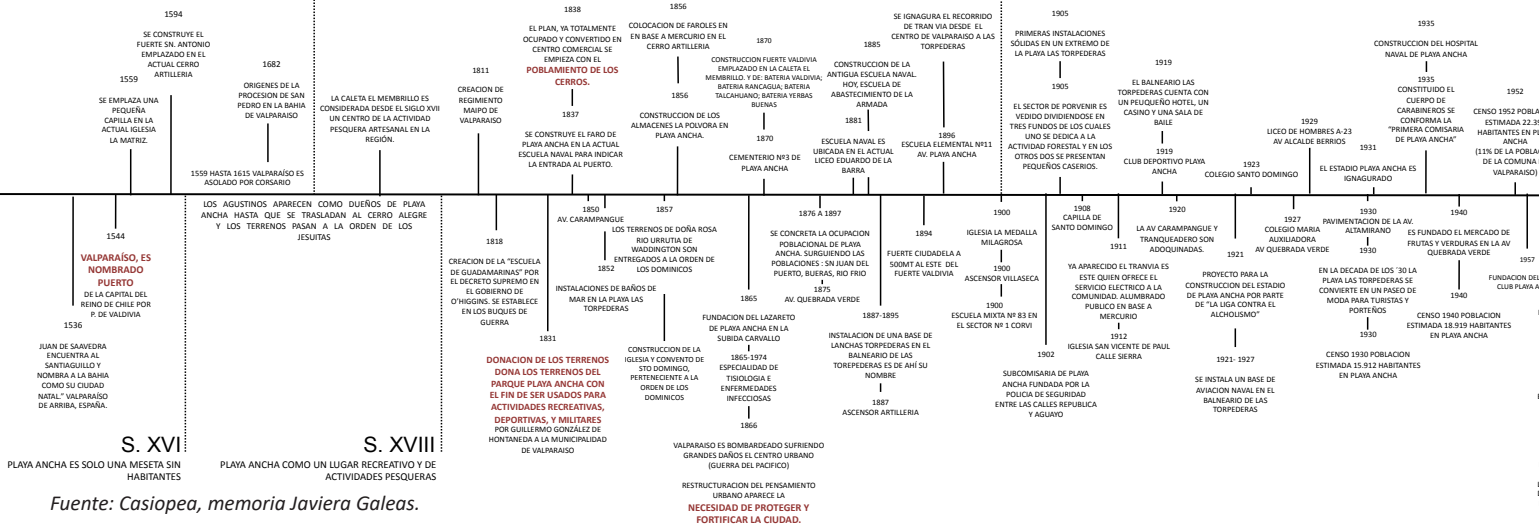 1594
SE CONSTRUYE EL
FUERTE SN. ANTONIO
EMPLAZADO EN EL
ACTUAL CERRO
ARTILLERIA
1559
SE EMPLAZA UNA
PEQUEÑA
CAPILLA EN LA
ACTUAL IGLESIA
LA MATRIZ.
1682
ORIGENES DE LA
PROCESION DE SAN
PEDRO EN LA BAHIA
DE VALPARAISO
1559 HASTA 1615 VALPARAÍSO ES
ASOLADO POR CORSARIO
LA CALETA EL MEMBRILLO ES
CONSIDERADA DESDE EL SIGLO XVII
UN CENTRO DE LA ACTIVIDAD
PESQUERA ARTESANAL EN LA
REGIÓN.
1811
CREACION DE
REGIMIENTO
MAIPO DE
VALPARAISO
1838
EL PLAN, YA TOTALMENTE
OCUPADO Y CONVERTIDO EN
CENTRO COMERCIAL SE
EMPIEZA CON EL
POBLAMIENTO DE LOS
CERROS.
1837
SE CONSTRUYE EL FARO DE
PLAYA ANCHA EN LA ACTUAL
ESCUELA NAVAL PARA INDICAR
LA ENTRADA AL PUERTO.
1856
COLOCACION DE FAROLES EN
EN BASE A MERCURIO EN EL
CERRO ARTILLERIA
1856
CONSTRUCCION DE LOS
ALMACENES LA POLVORA EN
PLAYA ANCHA.
1870
CONSTRUCCION FUERTE VALDIVIA
EMPLAZADO EN LA CALETA EL
MEMBRILLO. Y DE: BATERIA VALDIVIA;
BATERIA RANCAGUA; BATERIA
TALCAHUANO; BATERIA YERBAS
BUENAS
1870
CEMENTERIO Nº3 DE
PLAYA ANCHA
1885
CONSTRUCCION DE LA
ANTIGUA ESCUELA NAVAL.
HOY, ESCUELA DE
ABASTECIMIENTO DE LA
ARMADA
1881
ESCUELA NAVAL ES
UBICADA EN EL ACTUAL
LICEO EDUARDO DE LA
BARRA
SE IGNAGURA EL RECORRIDO
DE TRAN VIA DESDE EL
CENTRO DE VALPARAISO A LAS
TORPEDERAS
1896
ESCUELA ELEMENTAL Nº11
AV. PLAYA ANCHA
1905
PRIMERAS INSTALACIONES
SÓLIDAS EN UN EXTREMO DE
LA PLAYA LAS TORPEDERAS
1905
EL SECTOR DE PORVENIR ES
VEDIDO DIVIDIENDOSE EN
TRES FUNDOS DE LOS CUALES
UNO SE DEDICA A LA
ACTIVIDAD FORESTAL Y EN LOS
OTROS DOS SE PRESENTAN
PEQUEÑOS CASERIOS.
1919
EL BALNEARIO LAS
TORPEDERAS CUENTA CON
UN PEUQUEÑO HOTEL, UN
CASINO Y UNA SALA DE
BAILE
1919
CLUB DEPORTIVO PLAYA
ANCHA
1923
COLEGIO SANTO DOMINGO
1929
LICEO DE HOMBRES A-23
AV ALCALDE BERRIOS
1931
EL ESTADIO PLAYA ANCHA ES
IGNAGURADO
1935
CONSTRUCCION DEL HOSPITAL
NAVAL DE PLAYA ANCHA
1935
CONSTITUIDO EL
CUERPO DE
CARABINEROS SE
CONFORMA LA
"PRIMERA COMISARIA
DE PLAYA ANCHA"
1952
CENSO 1952 POBLA
ESTIMADA 22.39
HABITANTES EN PL
ANCHA
(11% DE LA POBLAC
DE LA COMUNA
VALPARAISO)
LOS AGUSTINOS APARECEN COMO DUEÑOS DE PLAYA
ANCHA HASTA QUE SE TRASLADAN AL CERRO ALEGRE
Y LOS TERRENOS PASAN A LA ORDEN DE LOS
JESUITAS
1544
VALPARAÍSO, ES
NOMBRADO
PUERTO
DE LA CAPITAL DEL
REINO DE CHILE POR
P. DE VALDIVIA
1536
JUAN DE SAAVEDRA
ENCUENTRA AL
SANTIAGUILLO Y
NOMBRA A LA BAHIA
COMO SU CIUDAD
NATAL." VALPARAÍSO
DE ARRIBA, ESPAÑA.
1818
CREACION DE LA "ESCUELA
DE GUADAMARINAS" POR
EL DECRETO SUPREMO EN
EL GOBIERNO DE
O'HIGGINS. SE ESTABLECE
EN LOS BUQUES DE
GUERRA
1831
DONACION DE LOS TERRENOS
DONA LOS TERRENOS DEL
PARQUE PLAYA ANCHA CON
EL FIN DE SER USADOS PARA
ACTIVIDADES RECREATIVAS,
DEPORTIVAS, Y MILITARES
POR GUILLERMO GONZÁLEZ DE
HONTANEDA A LA MUNICIPALIDAD
DE VALPARAISO
1850
AV. CARAMPANGUE
1852
INSTALACIONES DE BAÑOS DE
MAR EN LA PLAYA LAS
TORPEDERAS
1857
LOS TERRENOS DE DOÑA ROSA
RIO URRUTIA DE
WADDINGTON SON
ENTREGADOS A LA ORDEN DE
LOS DOMINICOS
CONSTRUCCION DE LA
IGLESIA Y CONVENTO DE
STO DOMINGO,
PERTENECIENTE A LA
ORDEN DE LOS
DOMINICOS
1865
FUNDACION DEL LAZARETO
DE PLAYA ANCHA EN LA
SUBIDA CARVALLO
1865-1974
ESPECIALIDAD DE
TISIOLOGIA E
ENFERMEDADES
INFECCIOSAS
1866
VALPARAISO ES BOMBARDEADO SUFRIENDO
GRANDES DAÑOS EL CENTRO URBANO
(GUERRA DEL PACIFICO)
RESTRUCTURACION DEL PENSAMIENTO
URBANO APARECE LA
NECESIDAD DE PROTEGER Y
FORTIFICAR LA CIUDAD.
1876 A 1897
SE CONCRETA LA OCUPACION
POBLACIONAL DE PLAYA
ANCHA. SURGUIENDO LAS
POBLACIONES : SN JUAN DEL
PUERTO, BUERAS, RIO FRIO
1875
AV. QUEBRADA VERDE
1887-1895
INSTALACION DE UNA BASE DE
LANCHAS TORPEDERAS EN EL
BALNEARIO DE LAS
TOREPEDERAS ES DE AHÍ SU
NOMBRE
1887
ASCENSOR ARTILLERIA
1894
FUERTE CIUDADELA A
500MT AL ESTE DEL
FUERTE VALDIVIA
1900
IGLESIA LA MEDALLA
MILAGROSA
1900
ASCENSOR VILLASECA
1900
ESCUELA MIXTA Nº 83 EN
EL SECTOR Nº 1 CORVI
1902
SUBCOMISARIA DE PLAYA
ANCHA FUNDADA POR LA
POLICIA DE SEGURIDAD
ENTRE LAS CALLES REPUBLICA
Y AGUAYO
1908
CAPILLA DE
SANTO DOMINGO
1911
YA APARECIDO EL TRANVIA ES
ESTE QUIEN OFRECE EL
SERVICIO ELECTRICO A LA
COMUNIDAD. ALUMBRADO
PUBLICO EN BASE A
MERCURIO
1912
IGLESIA SAN VICENTE DE PAUL
CALLE SIERRA
1920
LA AV CARAMPANGUE Y
TRANQUEADERO SON
ADOQUINADAS.
1921
PROYECTO PARA LA
CONSTRUCCION DEL ESTADIO
DE PLAYA ANCHA POR PARTE
DE "LA LIGA CONTRA EL
ALCHOLISMO"
1921- 1927
SE INSTALA UN BASE DE
AVIACION NAVAL EN EL
BALNEARIO DE LAS
TORPEDERAS
1927
COLEGIO MARIA
AUXILIADORA
AV QUEBRADA VERDE
1930
PAVIMENTACION DE LA AV.
ALTAMIRANO
1930
EN LA DECADA DE LOS ´30 LA
PLAYA LAS TORPEDERAS SE
CONVIERTE EN UN PASEO DE
MODA PARA TURISTAS Y
PORTEÑOS
1930
CENSO 1930 POBLACION
ESTIMADA 15.912 HABITANTES
EN PLAYA ANCHA
1940
ES FUNDADO EL MERCADO DE
FRUTAS Y VERDURAS EN LA AV
QUEBRADA VERDE
1940
CENSO 1940 POBLACION
ESTIMADA 18.919 HABITANTES
EN PLAYA ANCHA
1957
FUNDACION DEL
CLUB PLAYA A
S. XVI
PLAYA ANCHA ES SOLO UNA MESETA SIN
HABITANTES
S. XVIII
PLAYA ANCHA COMO UN LUGAR RECREATIVO Y DE
ACTIVIDADES PESQUERAS
Fuente: Casiopea, memoria Javiera Galeas.